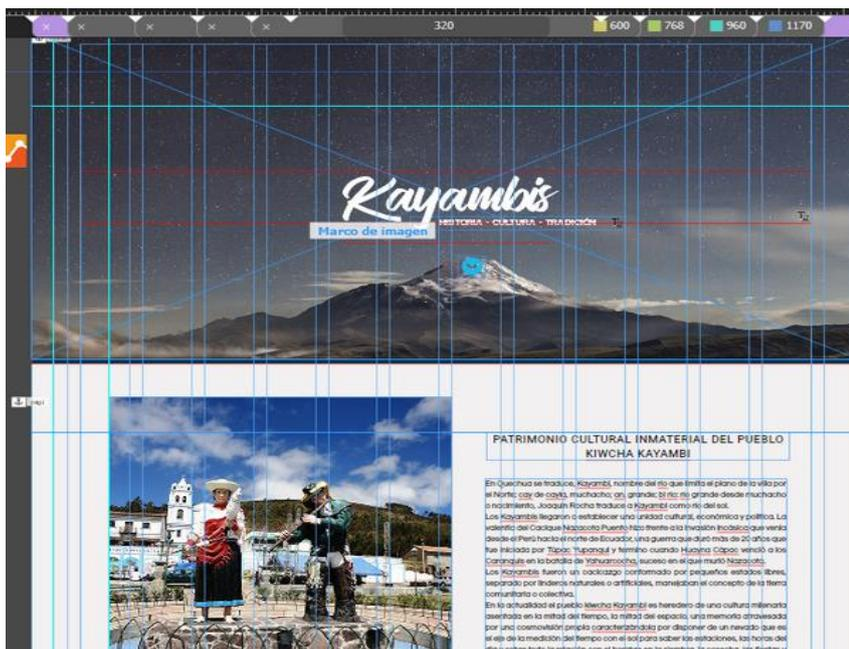 320
600
768
960
1170
Kayambis
HISTORIA - CULTURA - TRADICIÓN
Marco de imagen
PATRIMONIO CULTURAL INMATERIAL DEL PUEBLO
KIWCHA KAYAMBI
En Quechua se traduce, Kayambi, nombre del río que limita el plano de la villa por
el Norte; cay de cayla, muchacho; an, grande; bi río: río grande desde muchacho
o nacimiento, Joaquín Rocha traduce a Kayambi como río del sol.
Los Kayambis llegaron a establecer una unidad cultural, económica y política. La
valentía del Cacique Nazacota Puento hizo frente a la invasión Incásica que venía
desde el Perú hacia el norte de Ecuador, una guerra que duró más de 20 años que
fue iniciada por Túpac Yupanqui y termino cuando Huayna Cápac venció a los
Caranquis en la batalla de Yahuarcocha, suceso en el que murió Nazacota.
Los Kayambis fueron un cacicazgo conformado por pequeños estados libres,
separado por linderos naturales o artificiales, manejaban el concepto de la tierra
comunitaria o colectiva.
En la actualidad el pueblo kiwcha Kayambi es heredero de una cultura milenaria
asentada en la mitad del tiempo, la mitad del espacio, una memoria atravesada
por una cosmovisión propia caracterizándola por disponer de un nevado que es
el eje de la medición del tiempo con el sol para saber las estaciones, las horas del